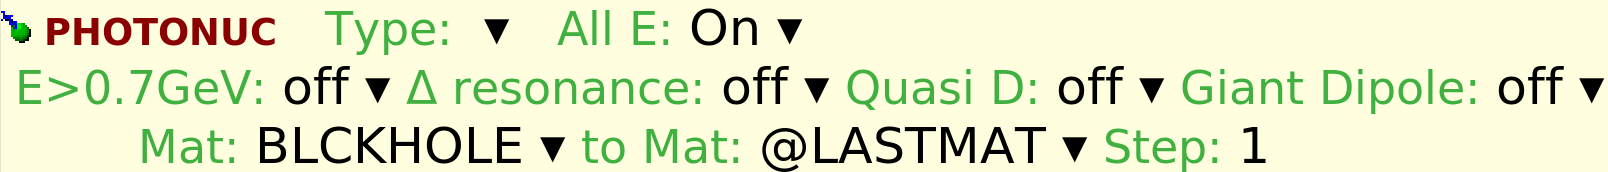 PHOTONUC Type: ▼ All E: On ▼
E>0.7GeV: off ▼ Δ resonance: off ▼ Quasi D: off ▼ Giant Dipole: off ▼
Mat: BLCKHOLE ▼ to Mat: @LASTMAT ▼ Step: 1